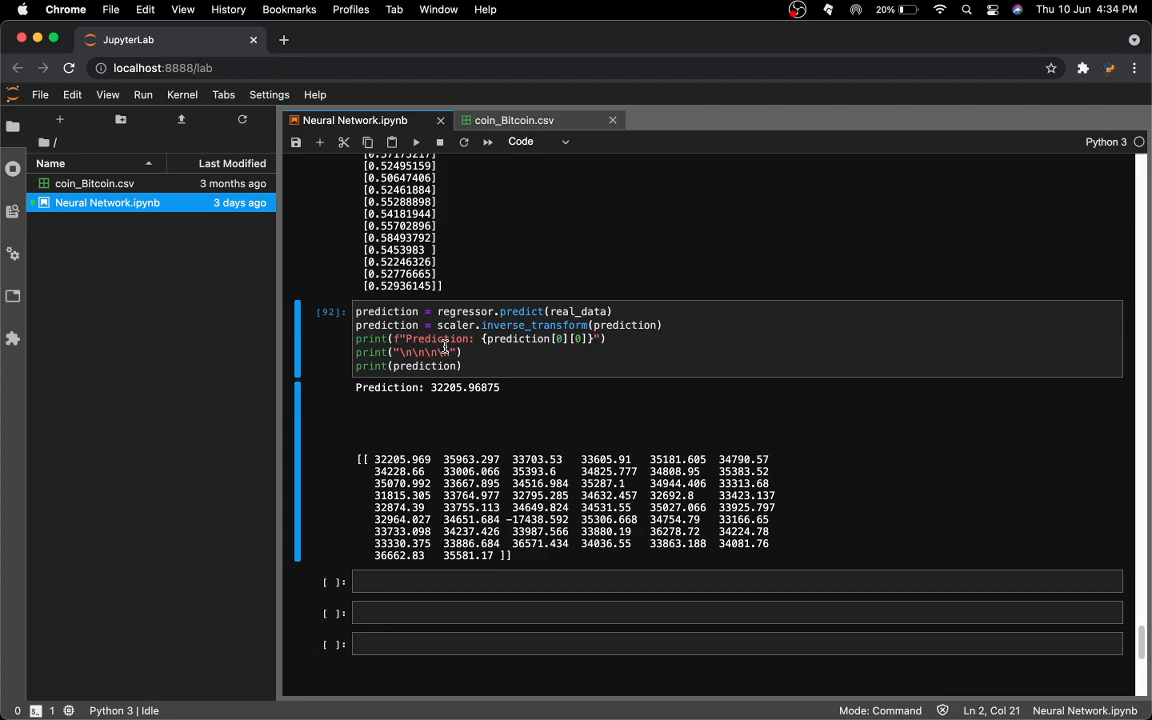 Chrome File Edit View History Bookmarks Profiles Tab Window Help 20% Thu 10 Jun 4:34 PM
JupyterLab
localhost:8888/lab
File Edit View Run Kernel Tabs Settings Help
Neural Network.ipynb coin_Bitcoin.csv
Code Python 3
/
Name Last Modified
coin_Bitcoin.csv 3 months ago
Neural Network.ipynb 3 days ago
[0.57175217]
[0.52495159]
[0.50647406]
[0.52461884]
[0.55288898]
[0.54181944]
[0.55702896]
[0.58493792]
[0.5453983 ]
[0.52246326]
[0.52776665]
[0.52936145]]
[92]: prediction = regressor.predict(real_data)
prediction = scaler.inverse_transform(prediction)
print(f"Prediction: {prediction[0][0]}")
print("\n\n\n\n")
print(prediction)
Prediction: 32205.96875
[[ 32205.969 35963.297 33703.53 33605.91 35181.605 34790.57
34228.66 33006.066 35393.6 34825.777 34808.95 35383.52
35070.992 33667.895 34516.984 35287.1 34944.406 33313.68
31815.305 33764.977 32795.285 34632.457 32692.8 33423.137
32874.39 33755.113 34649.824 34531.55 35027.066 33925.797
32964.027 34651.684 -17438.592 35306.668 34754.79 33166.65
33733.098 34237.426 33987.566 33880.19 36278.72 34224.78
33330.375 33886.684 36571.434 34036.55 33863.188 34081.76
36662.83 35581.17 ]]
[ ]:
[ ]:
[ ]:
0 1 Python 3 | Idle Mode: Command Ln 2, Col 21 Neural Network.ipynb